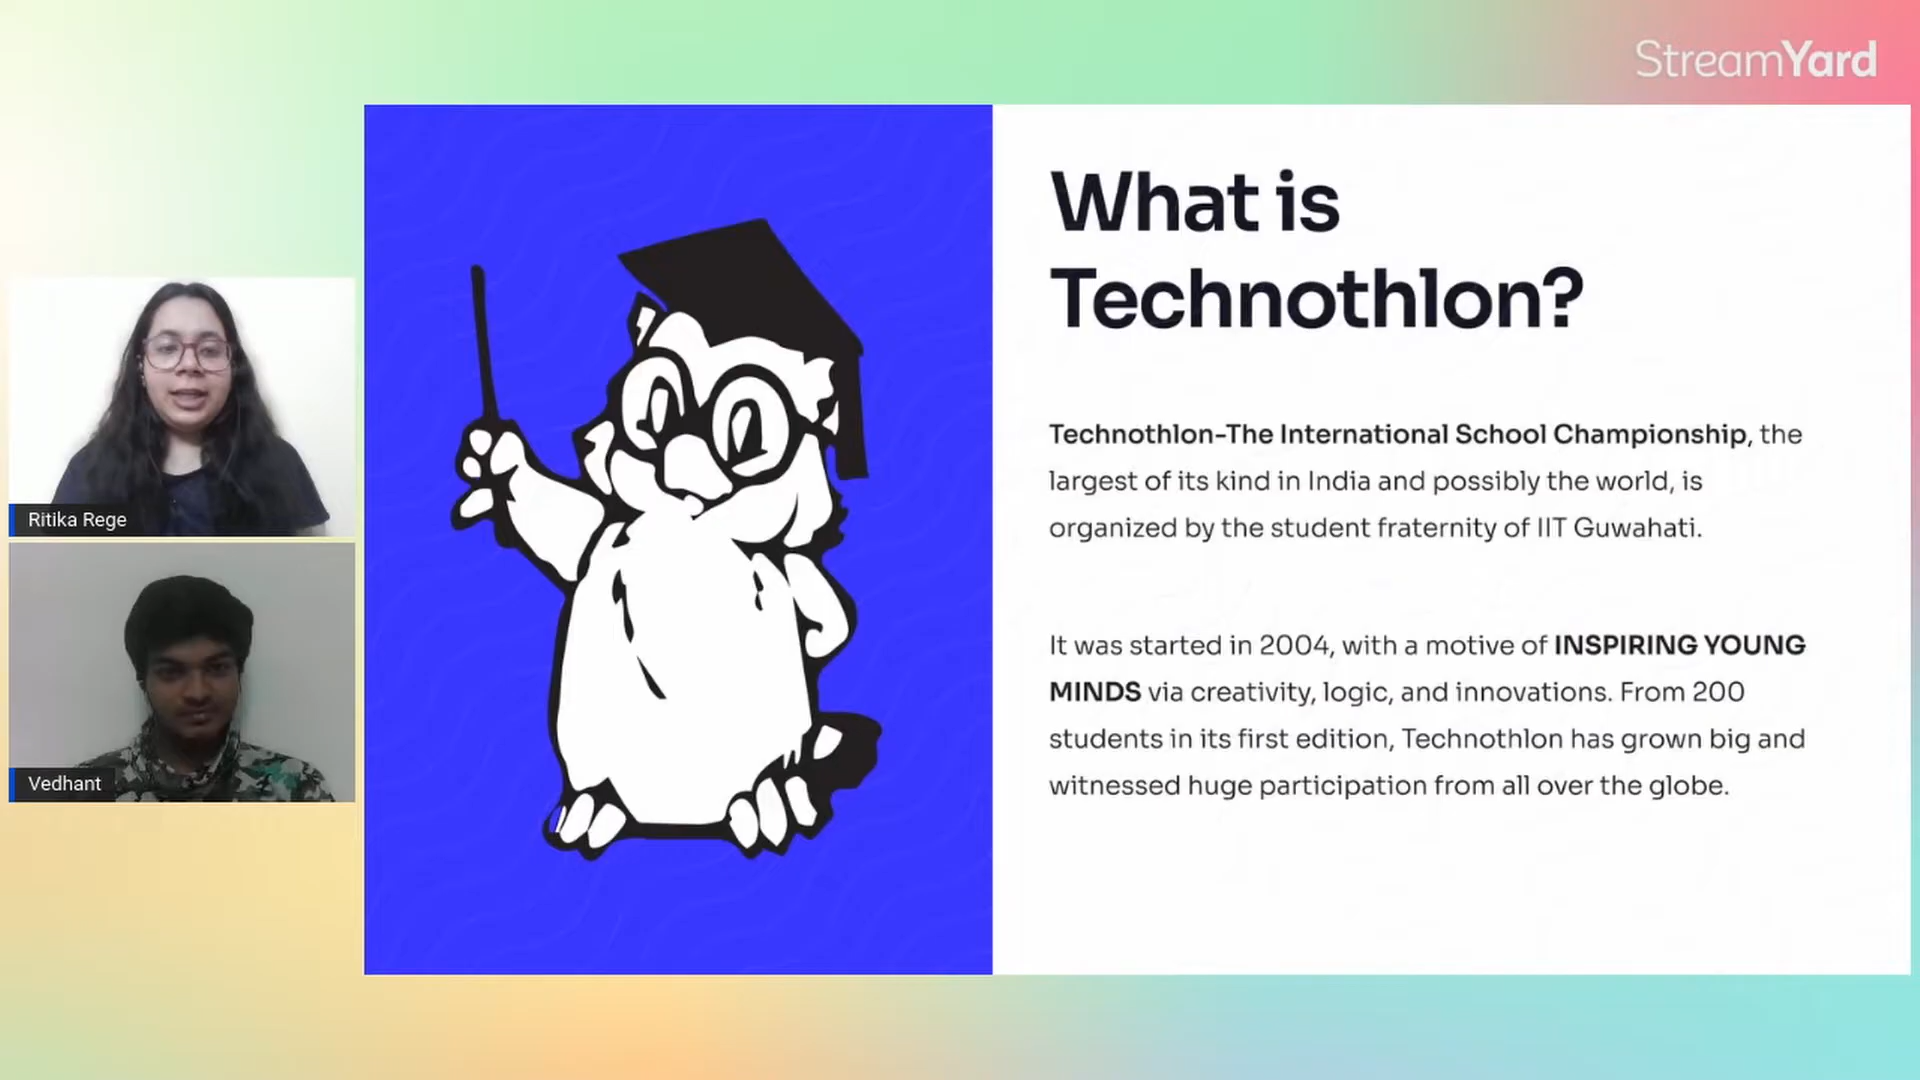 StreamYard
What is
Technothlon?
Technothlon-The International School Championship, the
largest of its kind in India and possibly the world, is
organized by the student fraternity of IIT Guwahati.
It was started in 2004, with a motive of INSPIRING YOUNG
MINDS via creativity, logic, and innovations. From 200
students in its first edition, Technothlon has grown big and
witnessed huge participation from all over the globe.
Ritika Rege
Vedhant